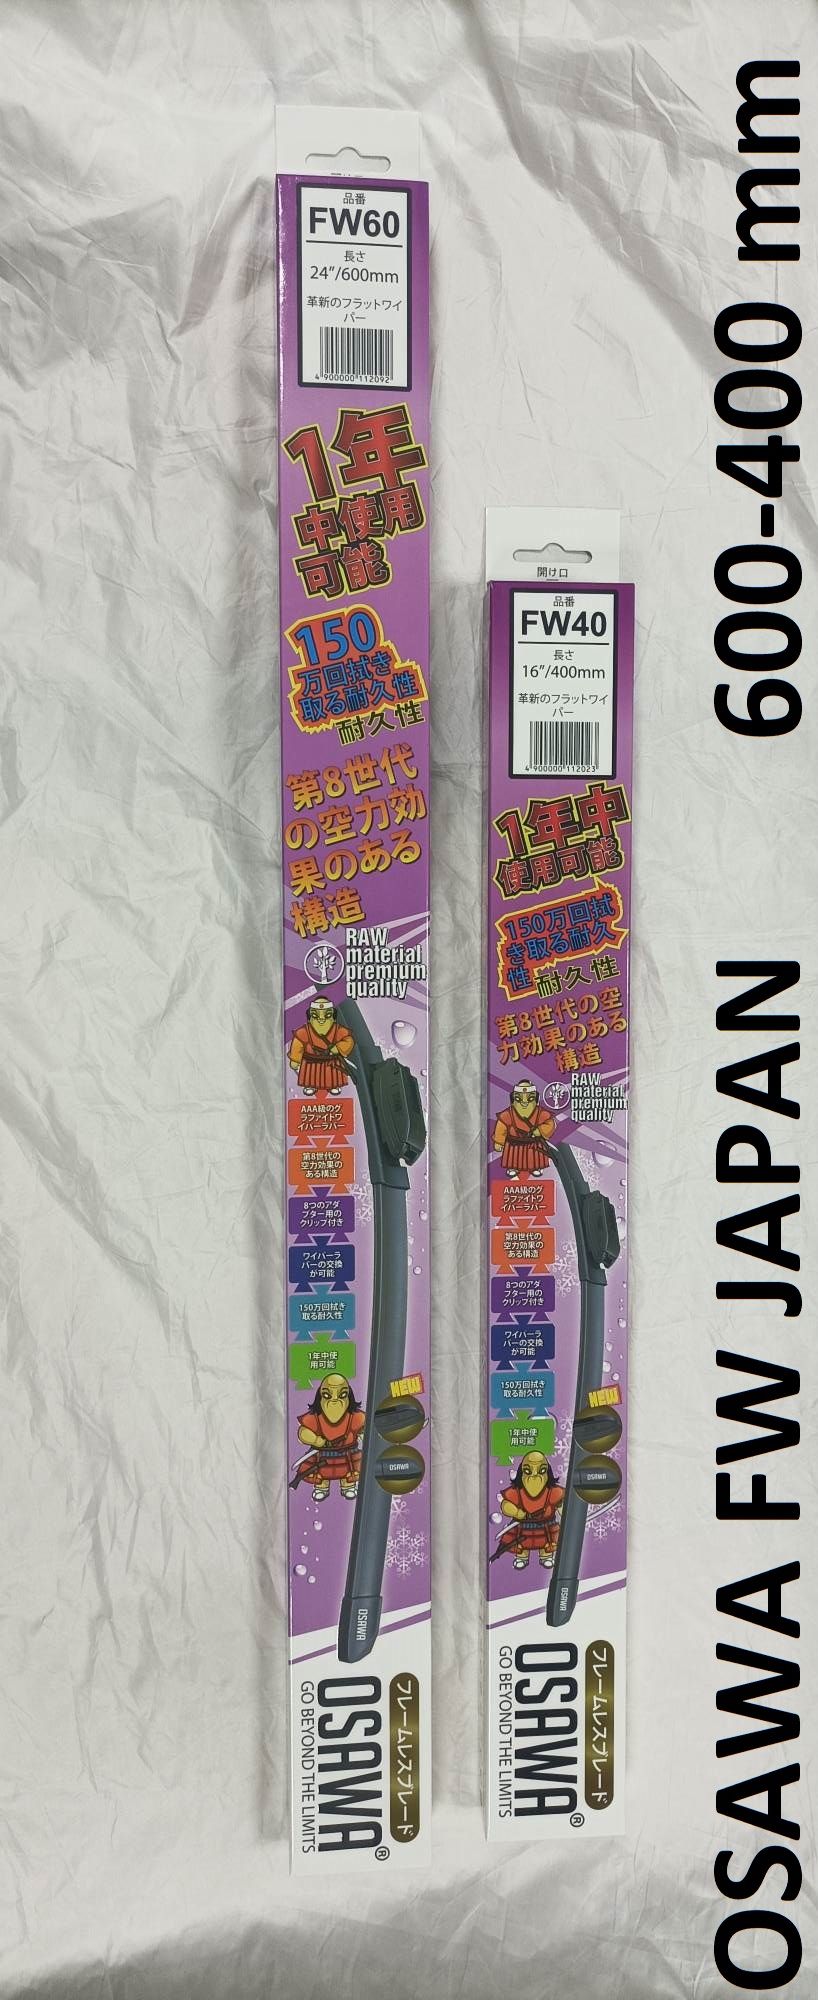 品番
FW60
長さ
24"/600mm
革新のフラットワイ
パー
4 900000 112092
1年
中使用
可能
150
万回拭き
取る耐久性
耐久性
第8世代
の空力効
果のある
構造
RAW
material
premium
quality
AAA級のグ
ラファイトワ
イパーラバー
第8世代の
空力効果の
ある構造
8つのアダ
プター用の
クリップ付き
ワイパーラ
バーの交換
が可能
150万回拭き
取る耐久性
1年中使
用可能
NEW
OSAWA
OSAWA
フレームレスブレード
OSAWA®
GO BEYOND THE LIMITS
開け口
品番
FW40
長さ
16"/400mm
革新のフラットワイ
パー
4 900000 112023
1年中
使用可能
150万回拭
き取る耐久
性 耐久性
第8世代の空
力効果のある
構造
RAW
material
premium
quality
AAA級のグ
ラファイトワ
イパーラバー
第8世代の
空力効果の
ある構造
8つのアダ
プター用の
クリップ付き
ワイパーラ
バーの交換
が可能
150万回拭き
取る耐久性
1年中使
用可能
NEW
OSAWA
OSAWA
フレームレスブレード
OSAWA®
GO BEYOND THE LIMITS
OSAWA FW JAPAN 600-400 mm